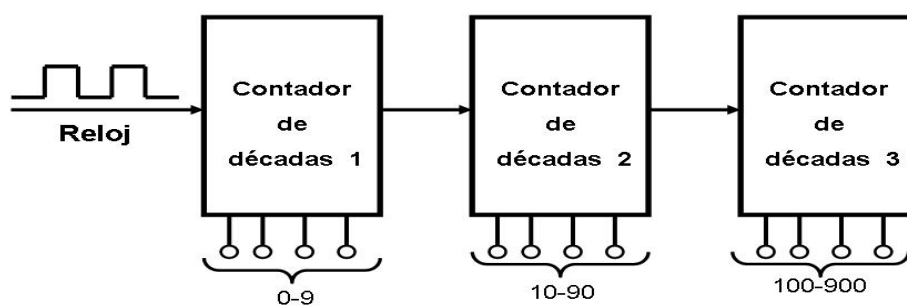 Reloj
Contador
de
décadas 1
Contador
de
décadas 2
Contador
de
décadas 3
0-9
10-90
100-900